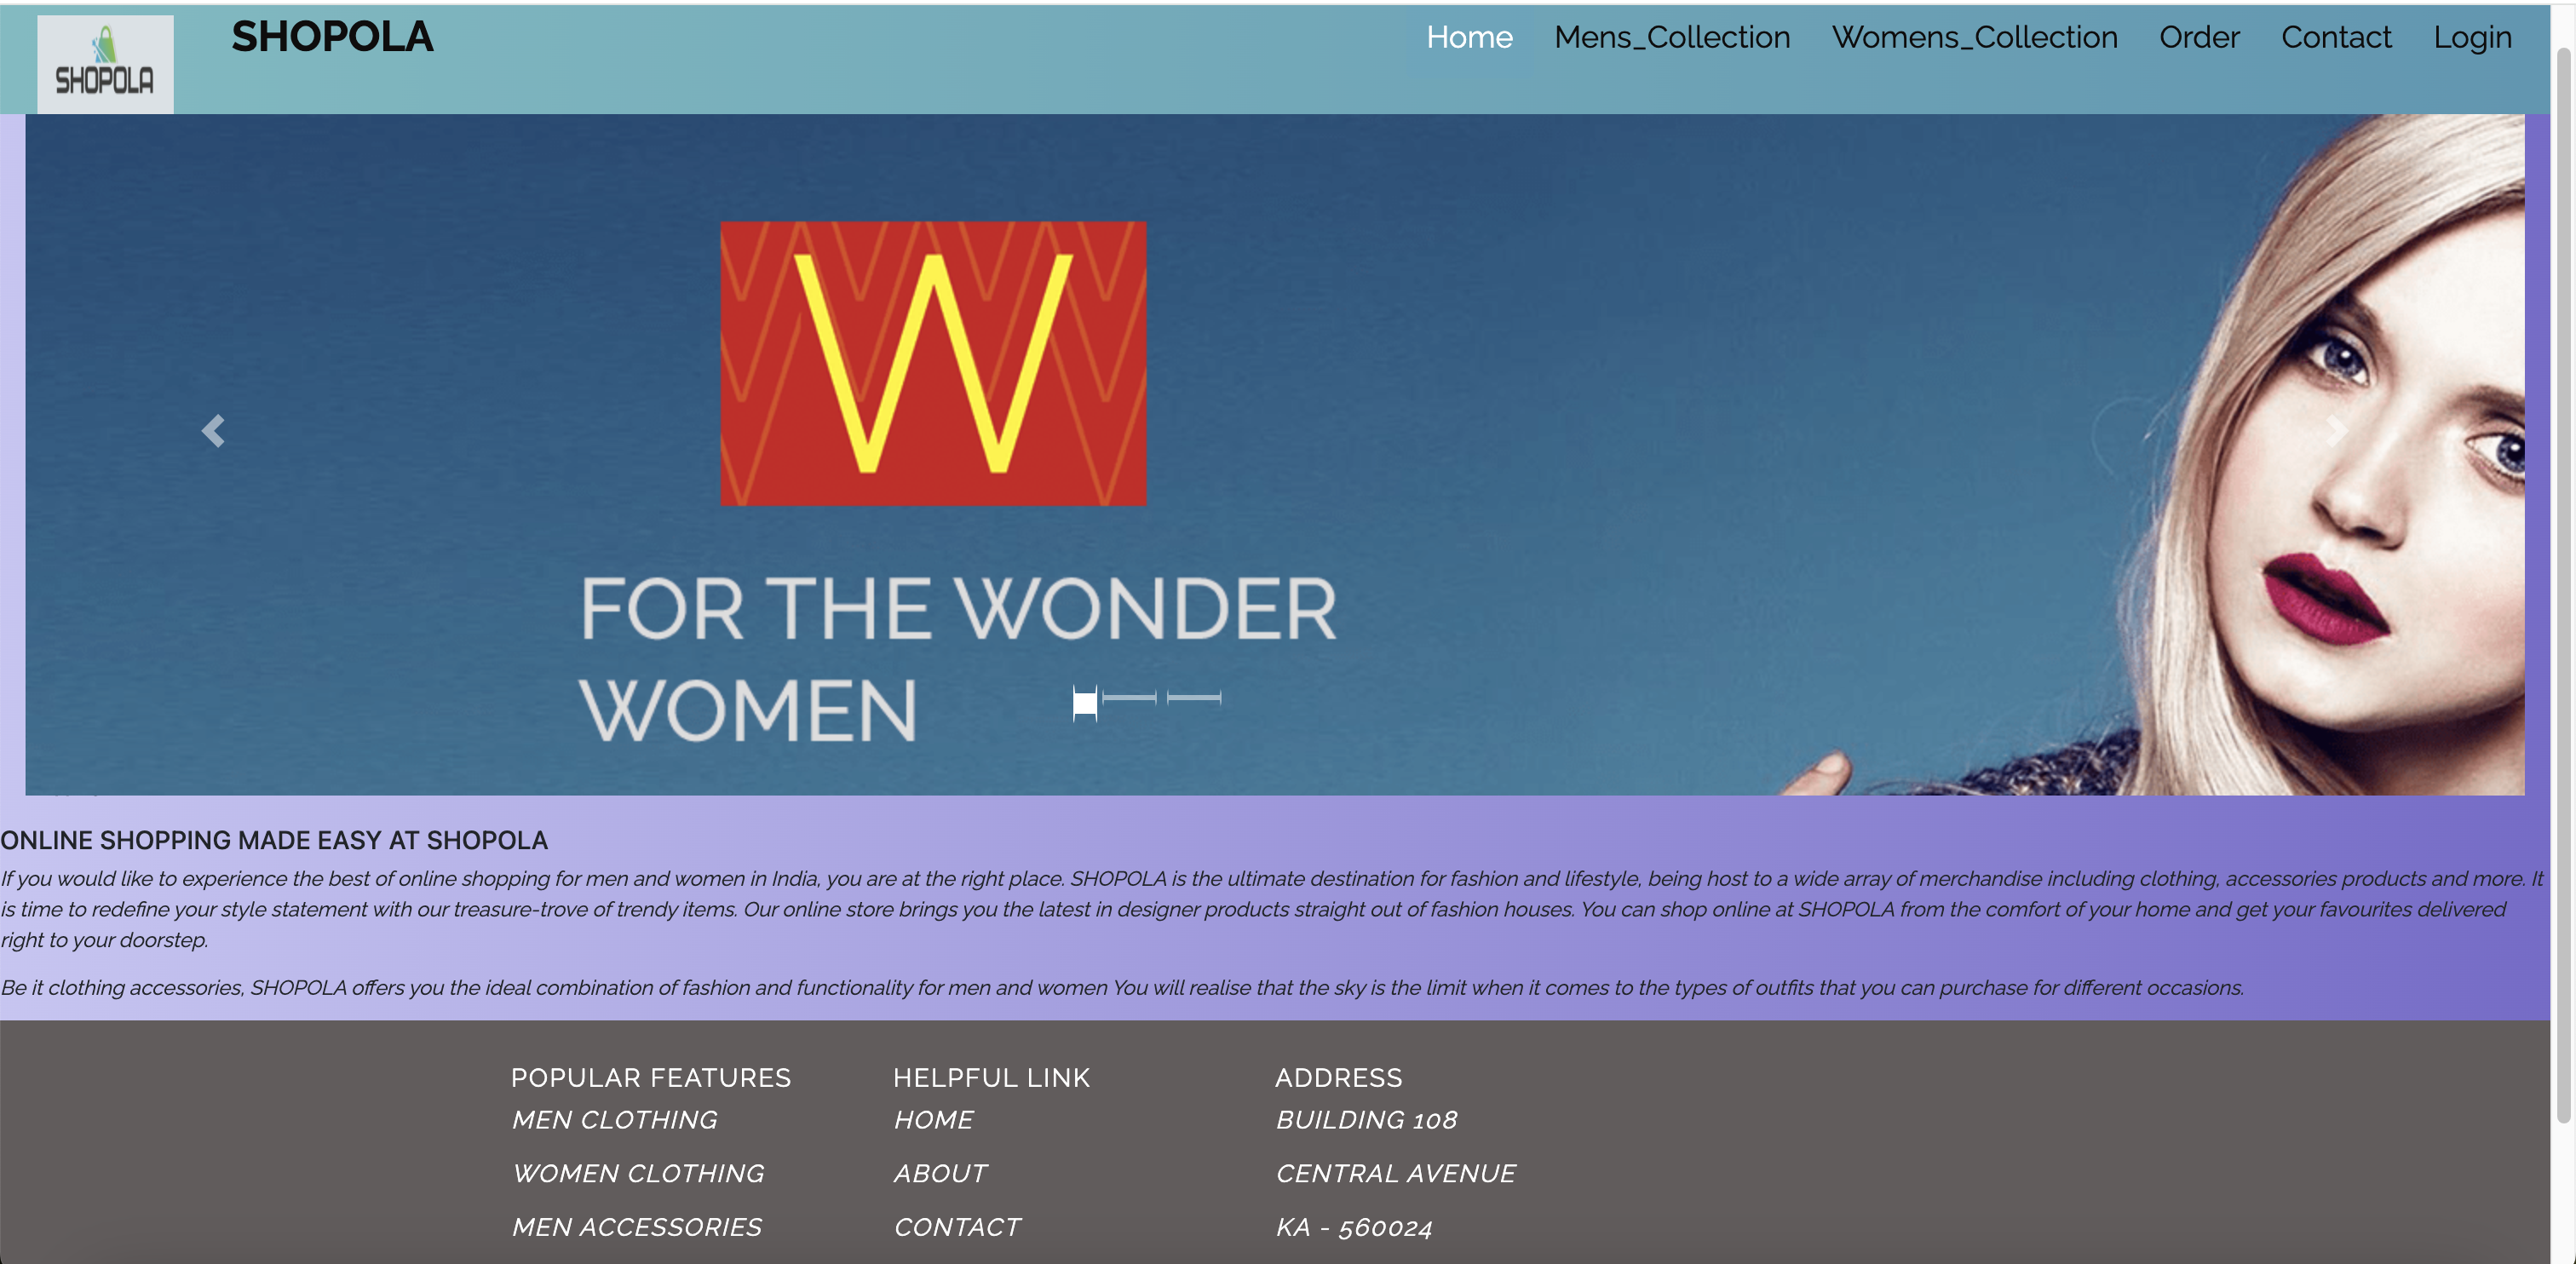 SHOPOLA
SHOPOLA
Home Mens_Collection Womens_Collection Order Contact Login
W
FOR THE WONDER
WOMEN
ONLINE SHOPPING MADE EASY AT SHOPOLA
If you would like to experience the best of online shopping for men and women in India, you are at the right place. SHOPOLA is the ultimate destination for fashion and lifestyle, being host to a wide array of merchandise including clothing, accessories products and more. It
is time to redefine your style statement with our treasure-trove of trendy items. Our online store brings you the latest in designer products straight out of fashion houses. You can shop online at SHOPOLA from the comfort of your home and get your favourites delivered
right to your doorstep.
Be it clothing accessories, SHOPOLA offers you the ideal combination of fashion and functionality for men and women You will realise that the sky is the limit when it comes to the types of outfits that you can purchase for different occasions.
POPULAR FEATURES
MEN CLOTHING
WOMEN CLOTHING
MEN ACCESSORIES
HELPFUL LINK
HOME
ABOUT
CONTACT
ADDRESS
BUILDING 108
CENTRAL AVENUE
KA - 560024